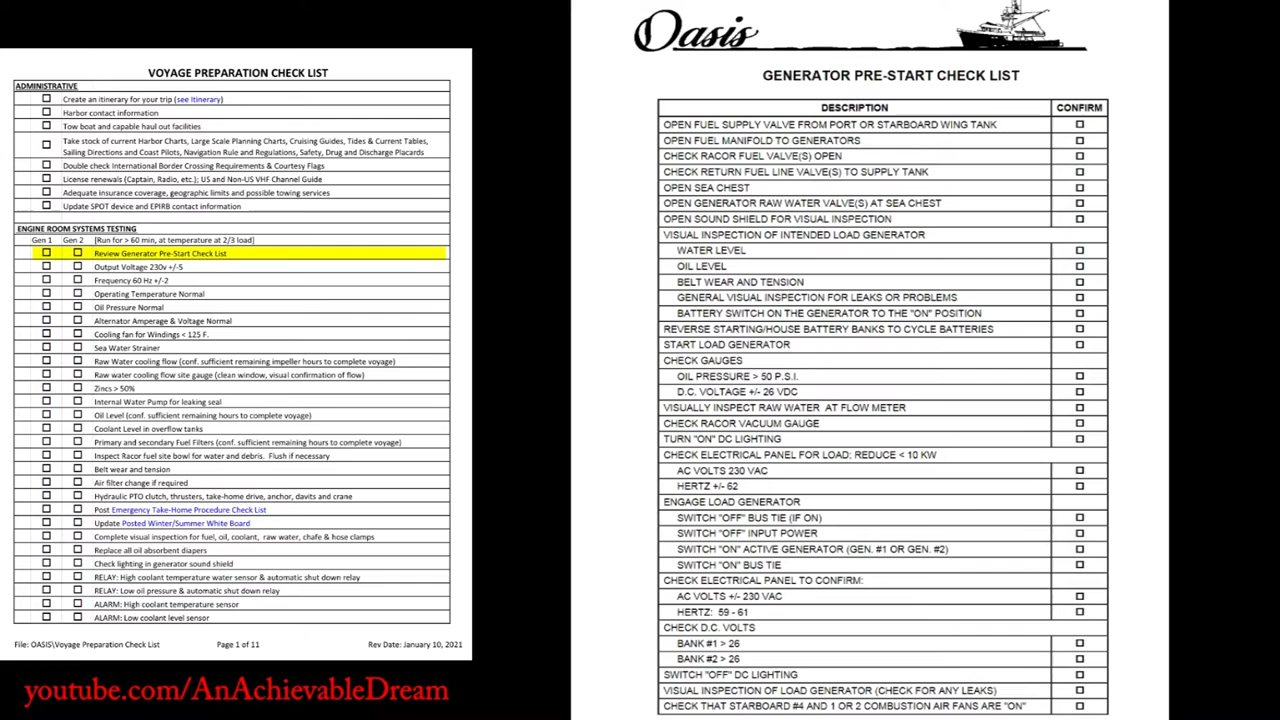 VOYAGE PREPARATION CHECK LIST
ADMINISTRATIVE
Create an itinerary for your trip (see Itinerary)
Harbor contact information
Tow boat and capable haul out facilities
Take stock of current Harbor Charts, Large Scale Planning Charts, Cruising Guides, Tides & Current Tables,
Sailing Directions and Coast Pilots, Navigation Rule and Regulations, Safety, Drug and Discharge Placards
Double check International Border Crossing Requirements & Courtesy Flags
License renewals (Captain, Radio, etc.); US and Non-US VHF Channel Guide
Adequate insurance coverage, geographic limits and possible towing services
Update SPOT device and EPIRB contact information
ENGINE ROOM SYSTEMS TESTING
Gen 1 Gen 2 [Run for > 60 min, at temperature at 2/3 load]
Review Generator Pre-Start Check List
Output Voltage 230v +/-5
Frequency 60 Hz +/-2
Operating Temperature Normal
Oil Pressure Normal
Alternator Amperage & Voltage Normal
Cooling fan for Windings < 125 F.
Sea Water Strainer
Raw Water cooling flow (conf. sufficient remaining impeller hours to complete voyage)
Raw water cooling flow site gauge (clean window, visual confirmation of flow)
Zincs > 50%
Internal Water Pump for leaking seal
Oil Level (conf. sufficient remaining hours to complete voyage)
Coolant Level in overflow tanks
Primary and secondary Fuel Filters (conf. sufficient remaining hours to complete voyage)
Inspect Racor fuel site bowl for water and debris. Flush if necessary
Belt wear and tension
Air filter change if required
Hydraulic PTO clutch, thrusters, take-home drive, anchor, davits and crane
Post Emergency Take-Home Procedure Check List
Update Posted Winter/Summer White Board
Complete visual inspection for fuel, oil, coolant, raw water, chafe & hose clamps
Replace all oil absorbent diapers
Check lighting in generator sound shield
RELAY: High coolant temperature water sensor & automatic shut down relay
RELAY: Low oil pressure & automatic shut down relay
ALARM: High coolant temperature sensor
ALARM: Low coolant level sensor
File: OASIS\Voyage Preparation Check List Page 1 of 11 Rev Date: January 10, 2021
youtube.com/AnAchievableDream
Oasis
GENERATOR PRE-START CHECK LIST
DESCRIPTION CONFIRM
OPEN FUEL SUPPLY VALVE FROM PORT OR STARBOARD WING TANK
OPEN FUEL MANIFOLD TO GENERATORS
CHECK RACOR FUEL VALVE(S) OPEN
CHECK RETURN FUEL LINE VALVE(S) TO SUPPLY TANK
OPEN SEA CHEST
OPEN GENERATOR RAW WATER VALVE(S) AT SEA CHEST
OPEN SOUND SHIELD FOR VISUAL INSPECTION
VISUAL INSPECTION OF INTENDED LOAD GENERATOR
WATER LEVEL
OIL LEVEL
BELT WEAR AND TENSION
GENERAL VISUAL INSPECTION FOR LEAKS OR PROBLEMS
BATTERY SWITCH ON THE GENERATOR TO THE "ON" POSITION
REVERSE STARTING/HOUSE BATTERY BANKS TO CYCLE BATTERIES
START LOAD GENERATOR
CHECK GAUGES
OIL PRESSURE > 50 P.S.I.
D.C. VOLTAGE +/- 26 VDC
VISUALLY INSPECT RAW WATER AT FLOW METER
CHECK RACOR VACUUM GAUGE
TURN "ON" DC LIGHTING
CHECK ELECTRICAL PANEL FOR LOAD; REDUCE < 10 KW
AC VOLTS 230 VAC
HERTZ +/- 62
ENGAGE LOAD GENERATOR
SWITCH "OFF" BUS TIE (IF ON)
SWITCH "OFF" INPUT POWER
SWITCH "ON" ACTIVE GENERATOR (GEN. #1 OR GEN. #2)
SWITCH "ON" BUS TIE
CHECK ELECTRICAL PANEL TO CONFIRM:
AC VOLTS +/- 230 VAC
HERTZ: 59 - 61
CHECK D.C. VOLTS
BANK #1 > 26
BANK #2 > 26
SWITCH "OFF" DC LIGHTING
VISUAL INSPECTION OF LOAD GENERATOR (CHECK FOR ANY LEAKS)
CHECK THAT STARBOARD #4 AND 1 OR 2 COMBUSTION AIR FANS ARE "ON"